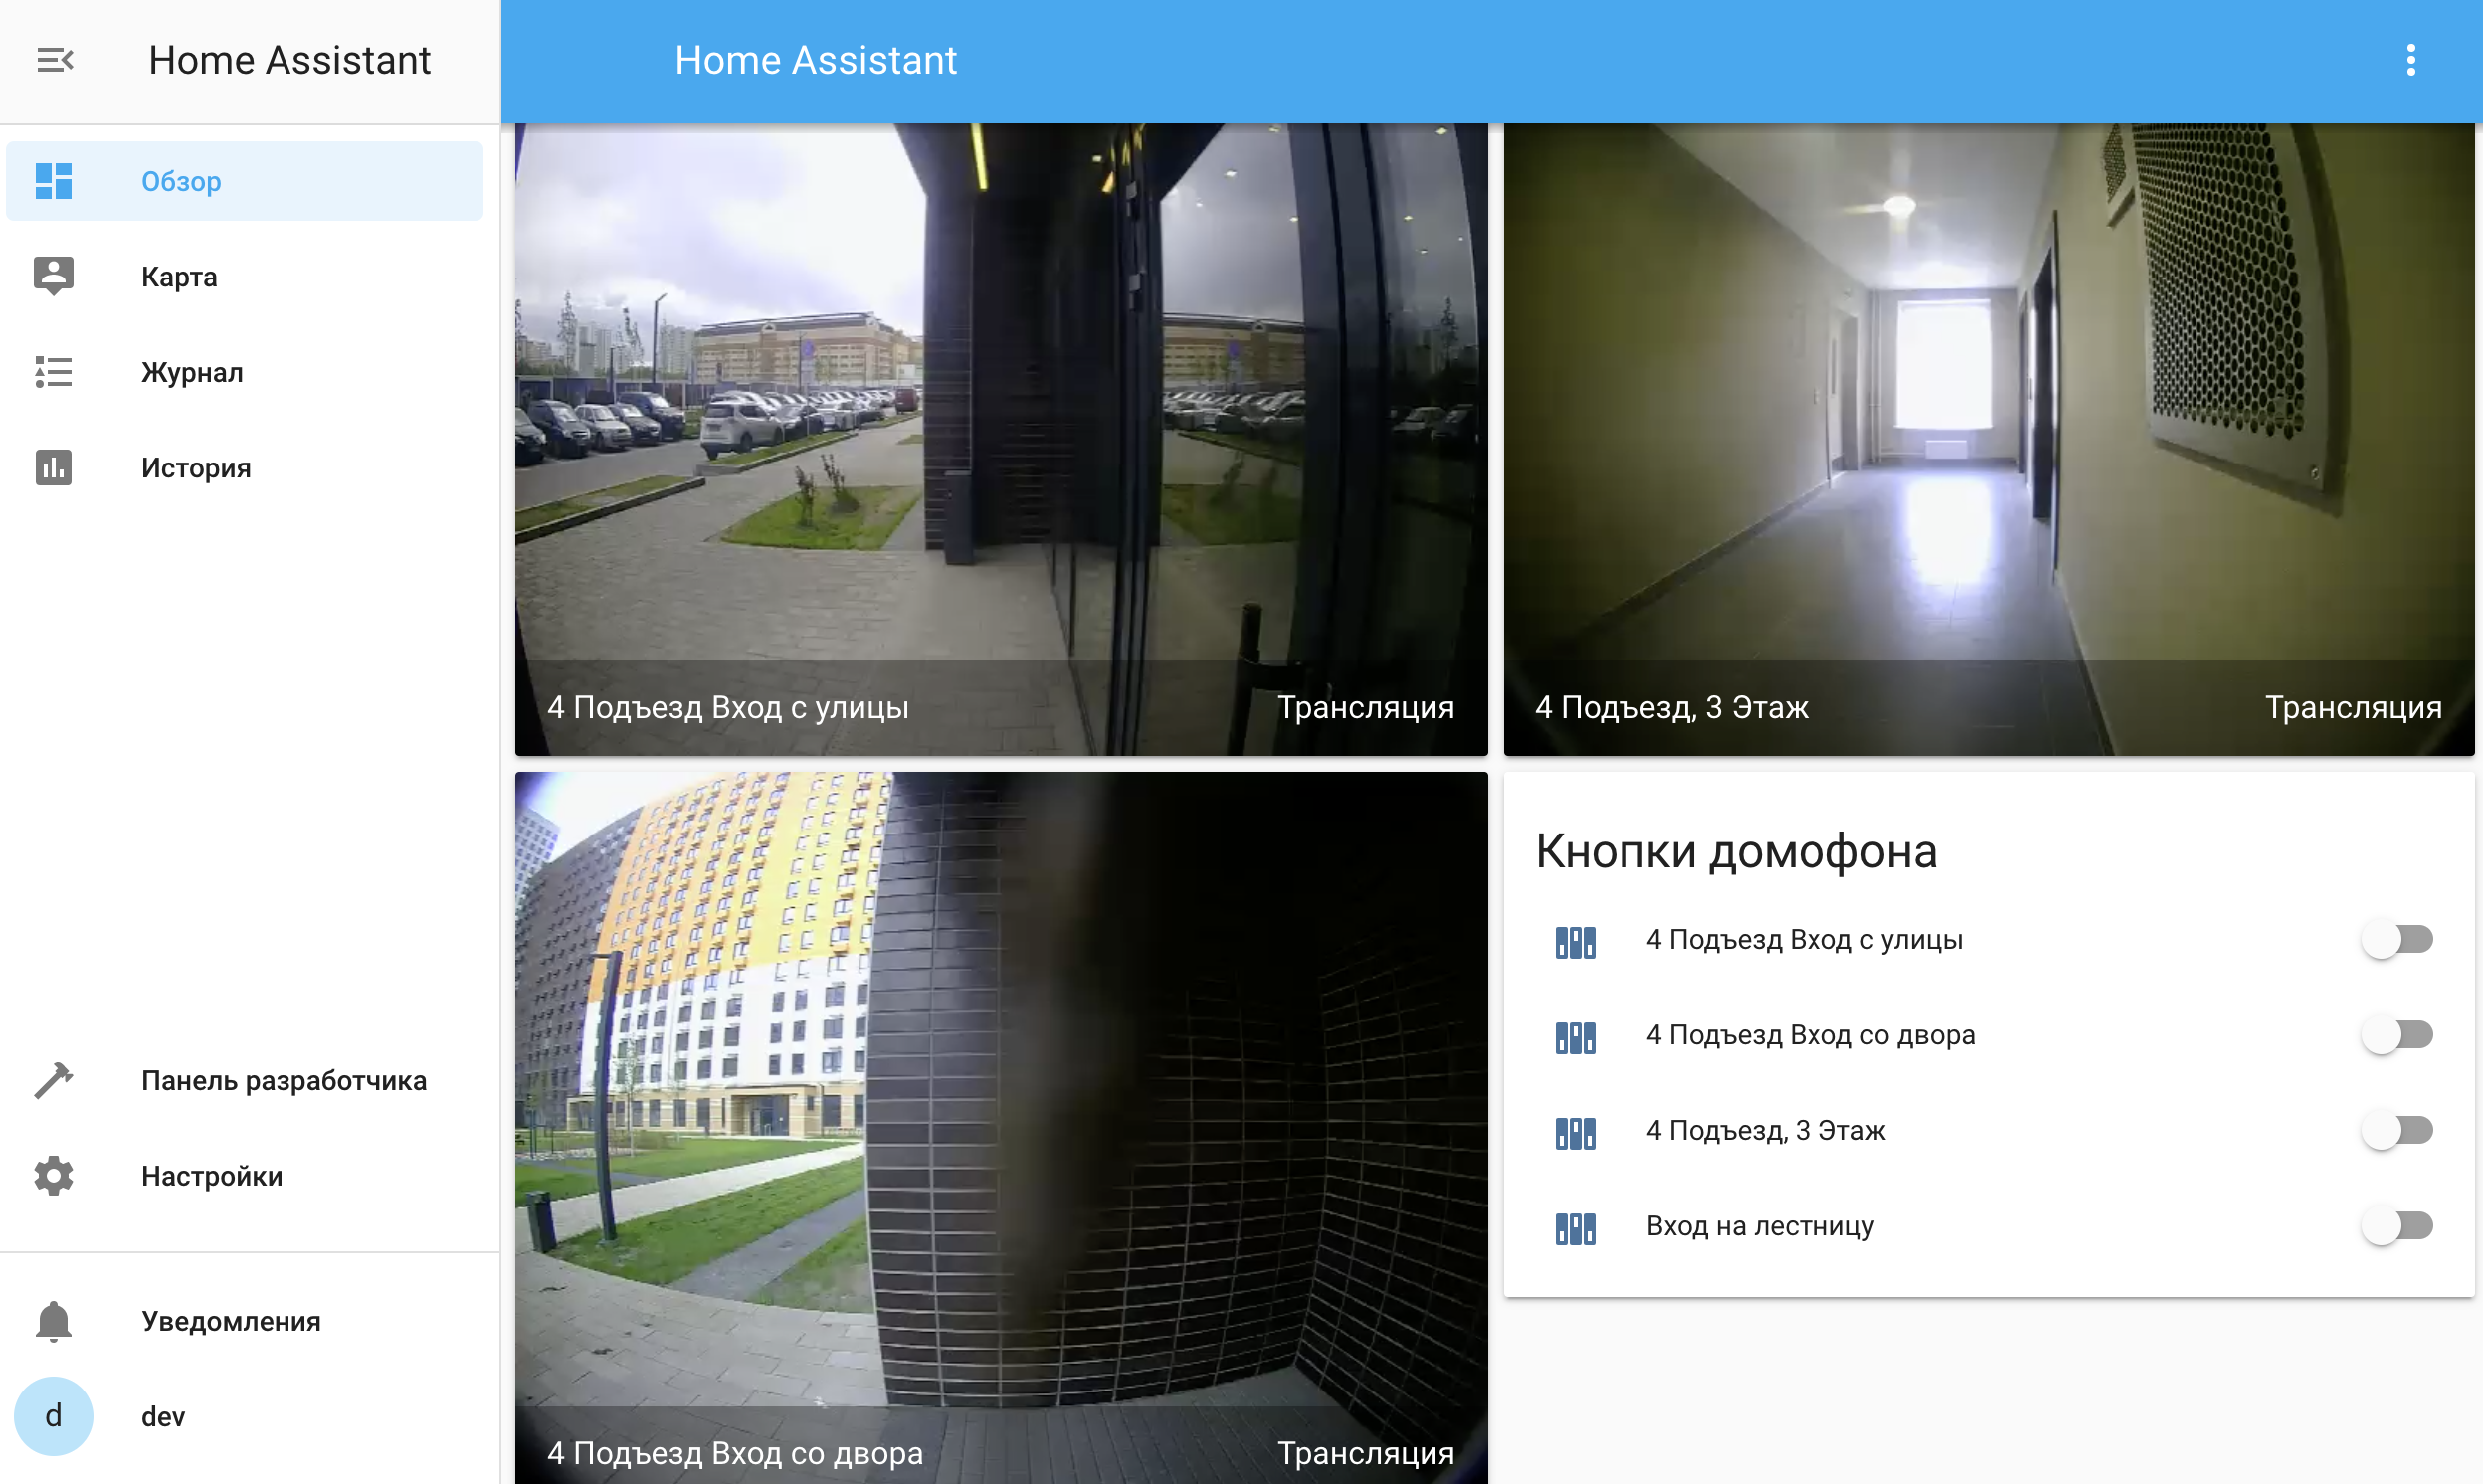 Home Assistant
Обзор
Карта
Журнал
История
Панель разработчика
Настройки
Уведомления
d
dev
Home Assistant
4 Подъезд Вход с улицы
Трансляция
4 Подъезд, 3 Этаж
Трансляция
4 Подъезд Вход со двора
Трансляция
Кнопки домофона
4 Подъезд Вход с улицы
4 Подъезд Вход со двора
4 Подъезд, 3 Этаж
Вход на лестницу